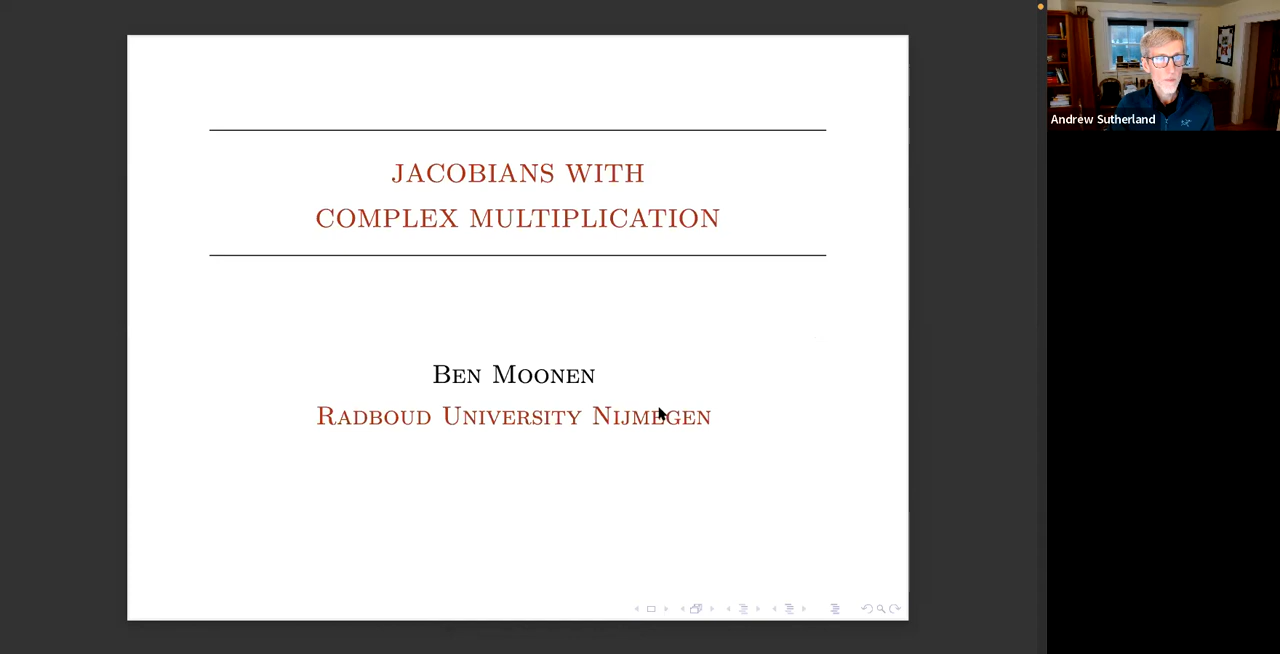 JACOBIANS WITH
COMPLEX MULTIPLICATION
BEN MOONEN
RADBOUD UNIVERSITY NIJMEGEN
Andrew Sutherland